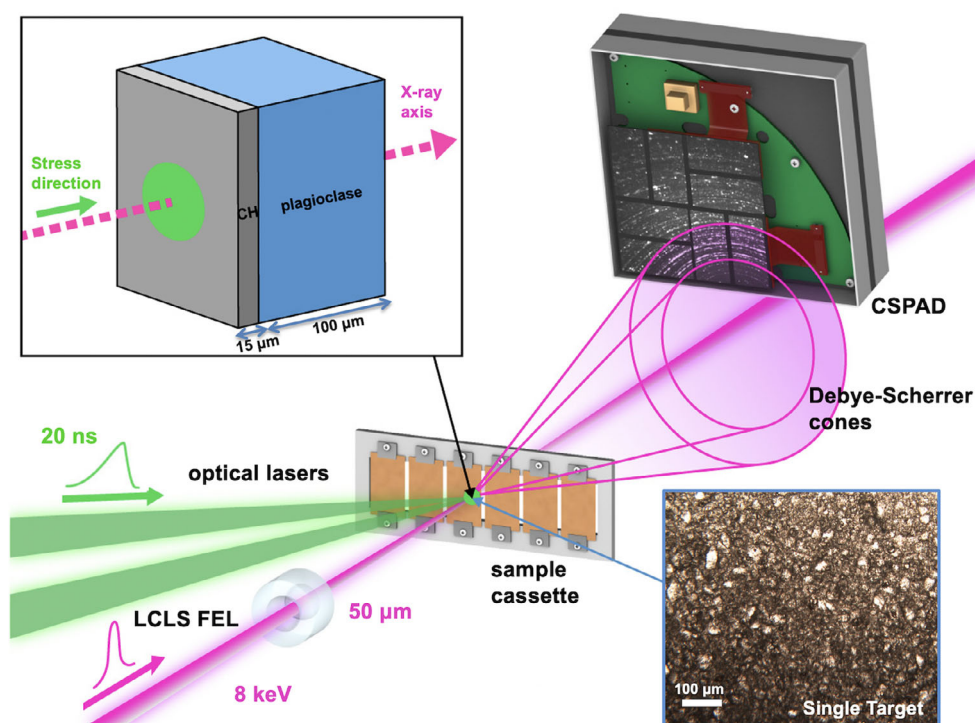 Stress
direction
X-ray
axis
CH
plagioclase
15 µm
100 µm
CSPAD
Debye-Scherrer
cones
20 ns
optical lasers
sample
cassette
LCLS FEL
50 µm
8 keV
100 µm
Single Target